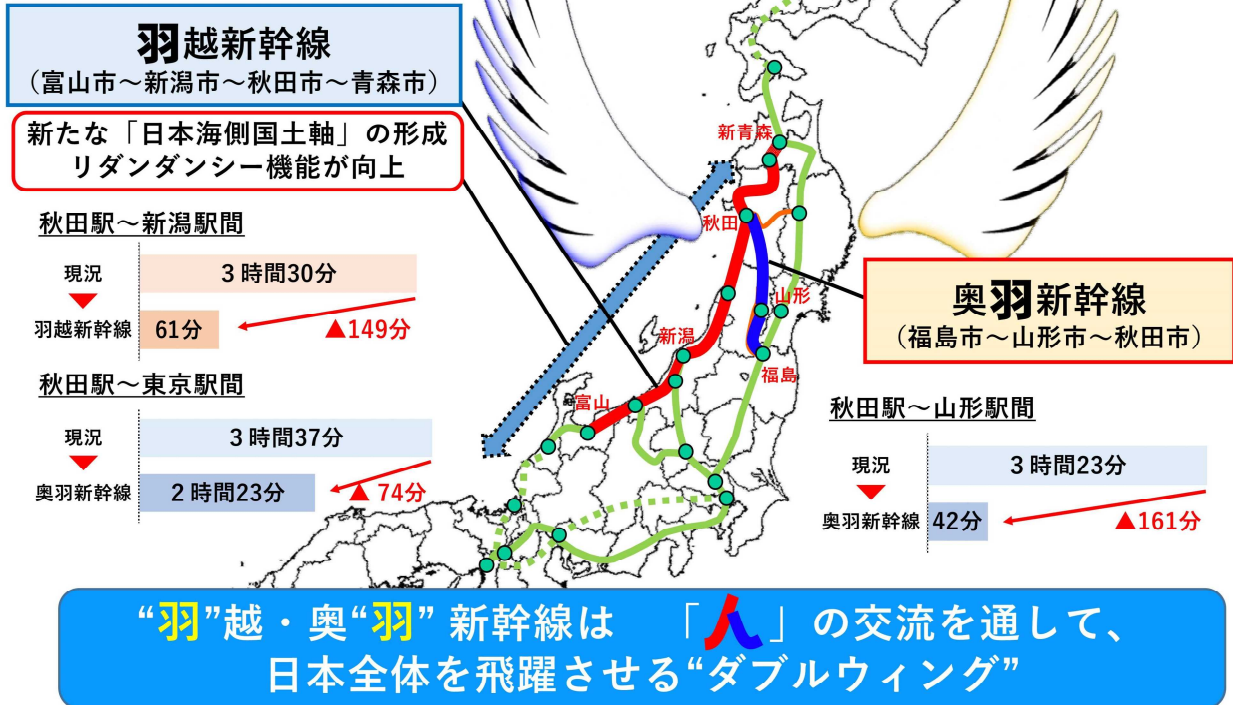 羽越新幹線
（富山市～新潟市～秋田市～青森市）
新たな「日本海側国土軸」の形成
リダンダンシー機能が向上
秋田駅～新潟駅間
現況
３時間30分
羽越新幹線
61分
▲149分
秋田駅～東京駅間
現況
３時間37分
奥羽新幹線
２時間23分
▲ 74分
新青森
秋田
山形
新潟
福島
富山
奥羽新幹線
（福島市～山形市～秋田市）
秋田駅～山形駅間
現況
３時間23分
奥羽新幹線
42分
▲161分
“羽”越・奥“羽” 新幹線は 「人」の交流を通して、
日本全体を飛躍させる“ダブルウィング”